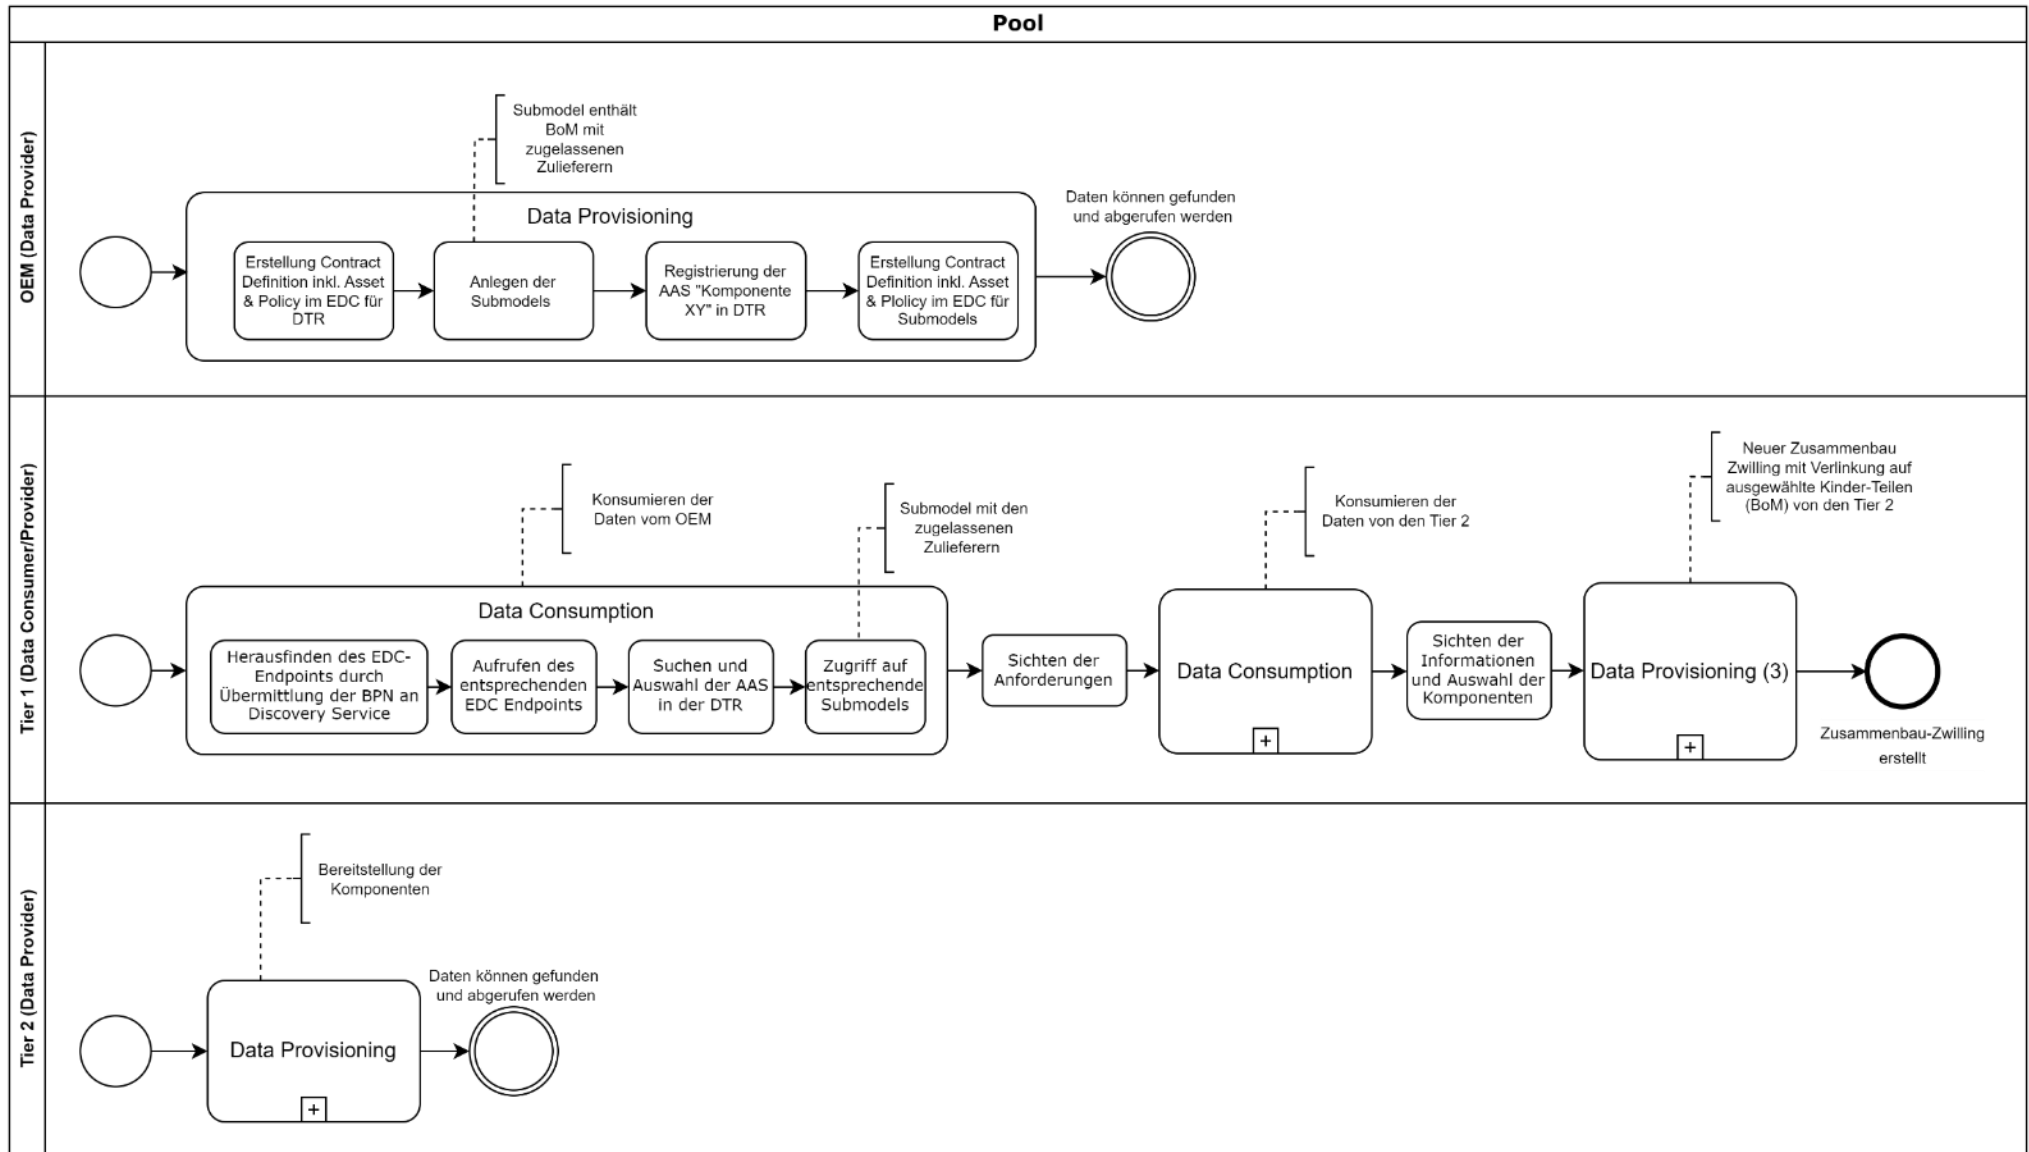 Pool
OEM (Data Provider)
Submodel enthält
BoM mit
zugelassenen
Zulieferern
Daten können gefunden
und abgerufen werden
Data Provisioning
Erstellung Contract
Definition inkl. Asset
& Policy im EDC für
DTR
Anlegen der
Submodels
Registrierung der
AAS "Komponente
XY" in DTR
Erstellung Contract
Definition inkl. Asset
& Plolicy im EDC für
Submodels
Tier 1 (Data Consumer/Provider)
Konsumieren der
Daten vom OEM
Submodel mit den
zugelassenen
Zulieferern
Konsumieren der
Daten von den Tier 2
Neuer Zusammenbau
Zwilling mit Verlinkung auf
ausgewählte Kinder-Teilen
(BoM) von den Tier 2
Data Consumption
Herausfinden des EDC-
Endpoints durch
Übermittlung der BPN an
Discovery Service
Aufrufen des
entsprechenden
EDC Endpoints
Suchen und
Auswahl der AAS
in der DTR
Zugriff auf
entsprechende
Submodels
Sichten der
Anforderungen
Data Consumption
+
Sichten der
Informationen
und Auswahl der
Komponenten
Data Provisioning (3)
+
Zusammenbau-Zwilling
erstellt
Tier 2 (Data Provider)
Bereitstellung der
Komponenten
Data Provisioning
+
Daten können gefunden
und abgerufen werden